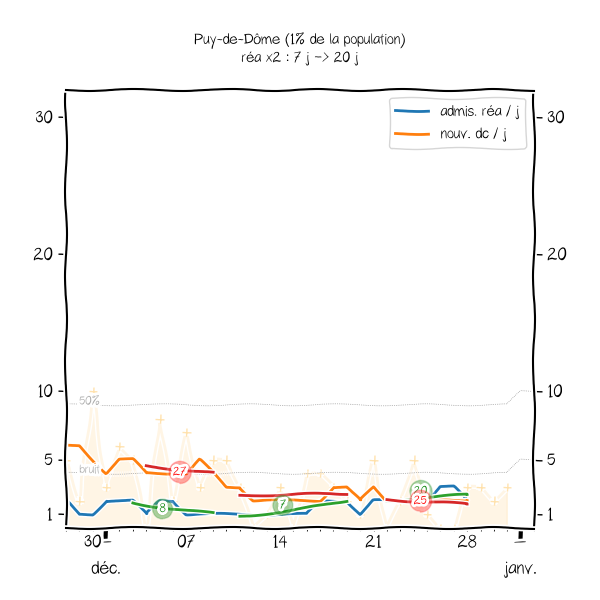 Puy-de-Dôme (1% de la population)
réa x2 : 7 j -> 20 j
admis. réa / j
nouv. dc / j
30 30
20 20
10 10
50%
5 5
bruit
27
20
25
8
7
1 1
30 07 14 21 28
déc. janv.